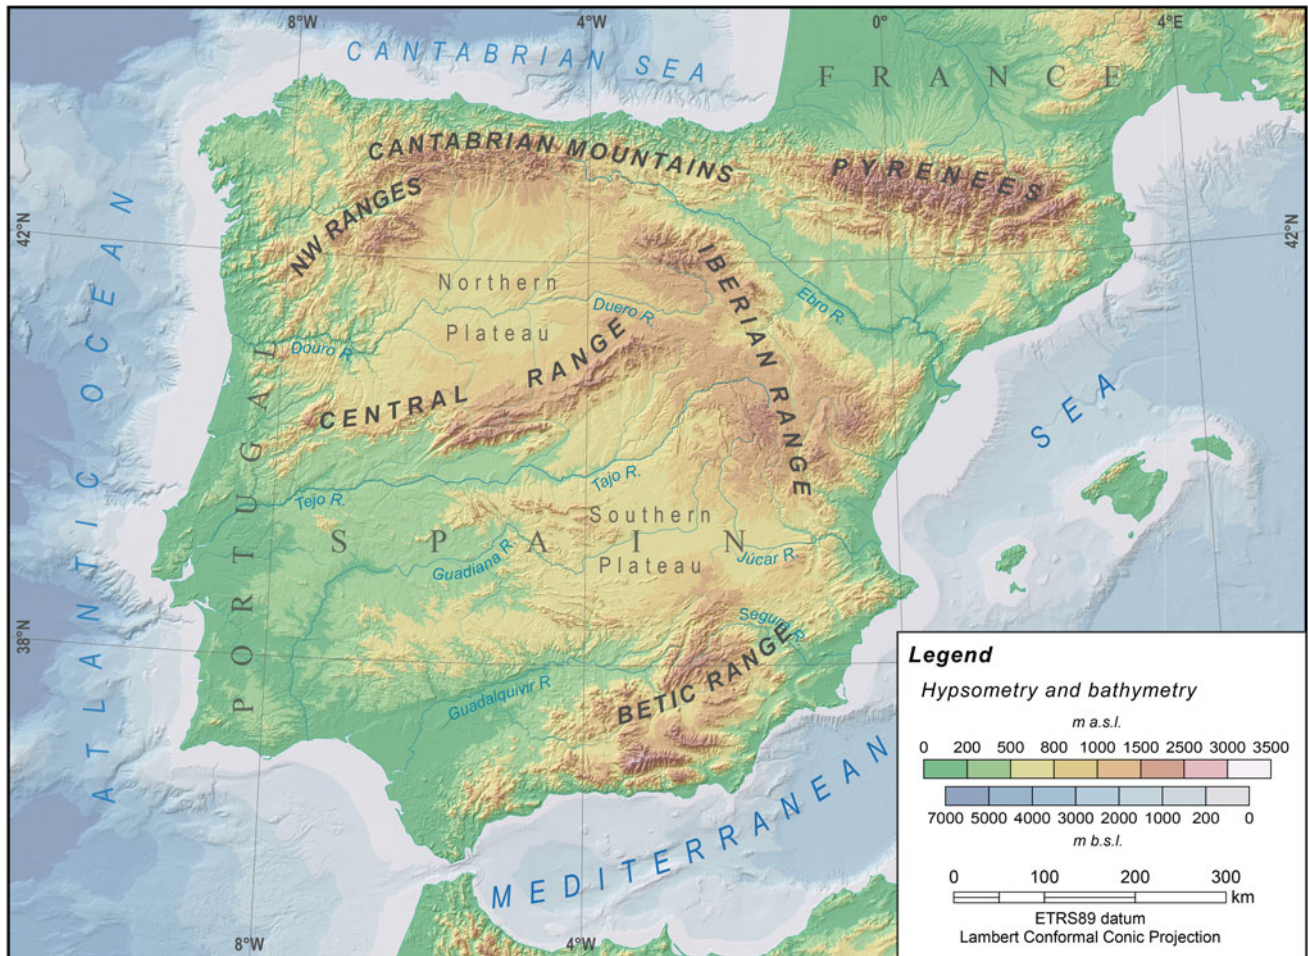 8°W
4°W
0°
4°E
CANTABRIAN SEA
FRANCE
CANTABRIAN MOUNTAINS
PYRENEES
NW RANGES
42°N
42°N
ATLANTIC OCEAN
IBERIAN RANGE
Northern
Plateau
Duero R.
Ebro R.
Douro R.
CENTRAL RANGE
PORTUGAL
SEA
Tajo R.
Tejo R.
Southern
Plateau
SPAIN
Guadiana R.
Júcar R.
Segura R.
38°N
BETIC RANGE
Guadalquivir R
MEDITERRANEAN
8°W
4°W
Legend
Hypsometry and bathymetry
m a.s.l.
0 200 500 800 1000 1500 2500 3000 3500
7000 5000 4000 3000 2000 1000 200 0
m b.s.l.
0 100 200 300
km
ETRS89 datum
Lambert Conformal Conic Projection